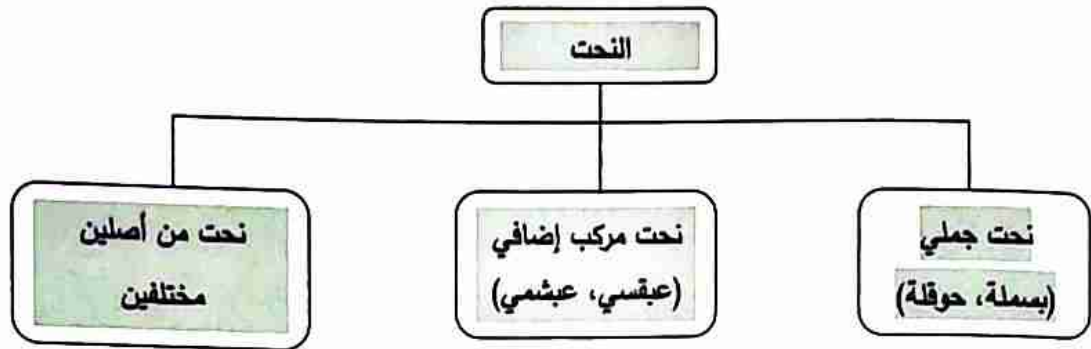 النحت
نحت جملي
(بسملة، حوقلة)
نحت مركب إضافي
(عبقسي، عبشمي)
نحت من أصلين
مختلفين